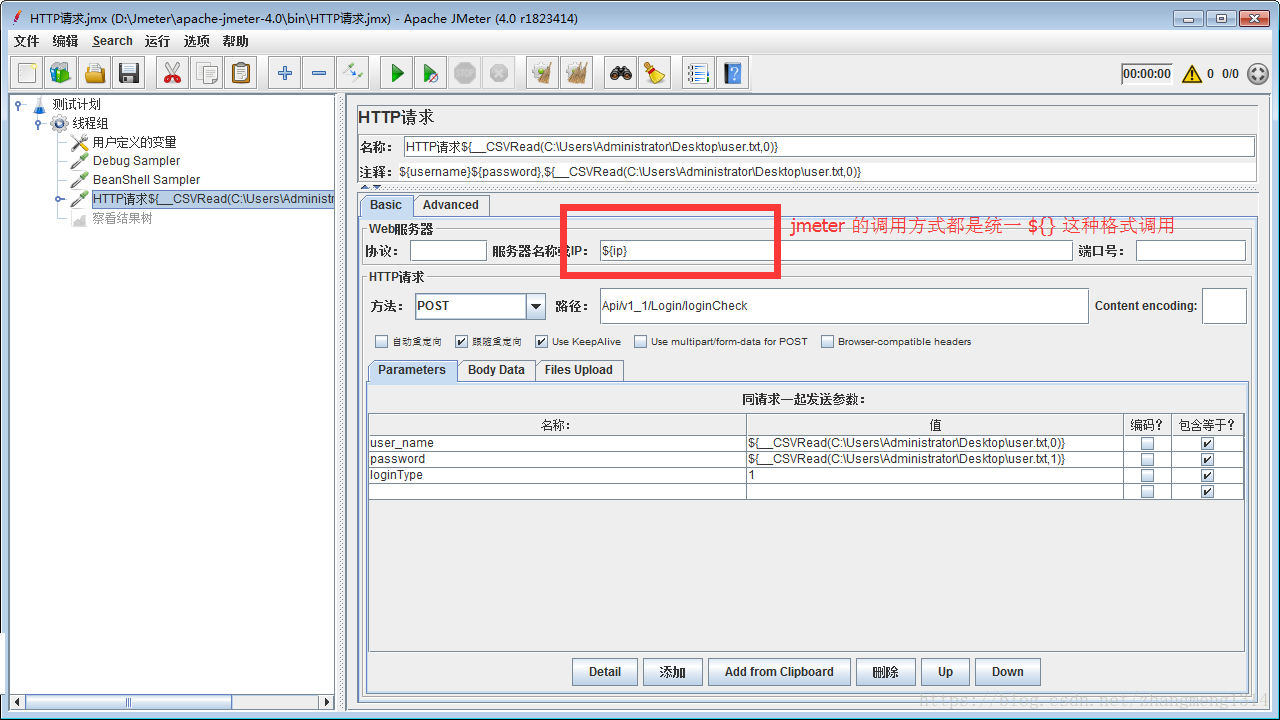 HTTP请求.jmx (D:\Jmeter\apache-jmeter-4.0\bin\HTTP请求.jmx) - Apache JMeter (4.0 r1823414)
文件 编辑 Search 运行 选项 帮助
00:00:00 0 0/0
测试计划
线程组
用户定义的变量
Debug Sampler
BeanShell Sampler
HTTP请求${__CSVRead(C:\Users\Administr
察看结果树
HTTP请求
名称： HTTP请求${__CSVRead(C:\Users\Administrator\Desktop\user.txt,0)}
注释： ${username}${password},${__CSVRead(C:\Users\Administrator\Desktop\user.txt,0)}
Basic Advanced
jmeter 的调用方式都是统一 ${} 这种格式调用
Web服务器
协议： 服务器名称或IP： ${ip} 端口号：
HTTP请求
方法： POST 路径： Api/v1_1/Login/loginCheck Content encoding:
自动重定向 跟随重定向 Use KeepAlive Use multipart/form-data for POST Browser-compatible headers
Parameters Body Data Files Upload
同请求一起发送参数：
名称： 值 编码？ 包含等于？
user_name ${__CSVRead(C:\Users\Administrator\Desktop\user.txt,0)}
password ${__CSVRead(C:\Users\Administrator\Desktop\user.txt,1)}
loginType 1
Detail 添加 Add from Clipboard 删除 Up Down
https://blog.csdn.net/zhangmeng1314